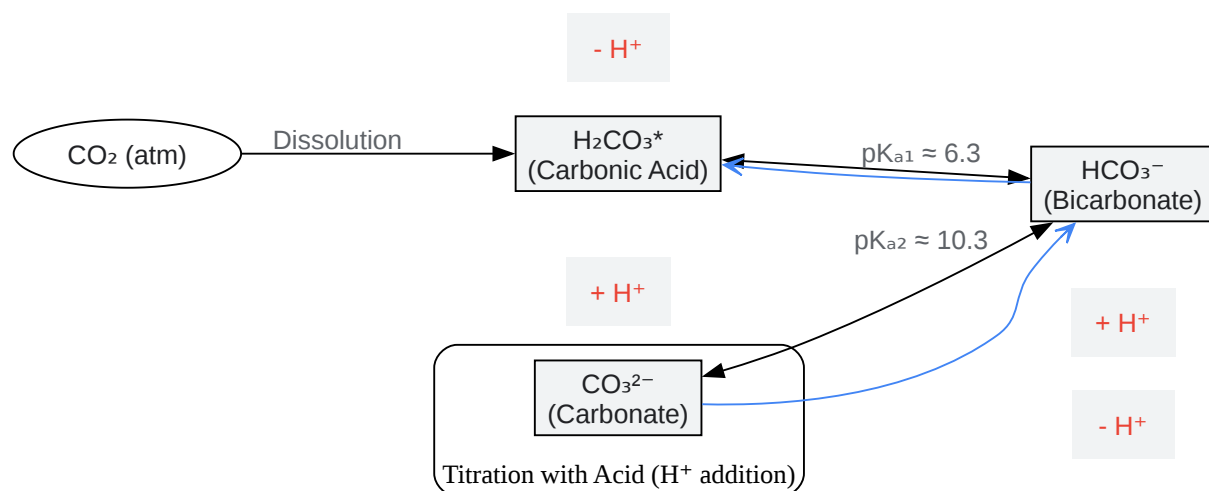 - H⁺
CO₂ (atm)
Dissolution
H₂CO₃*
(Carbonic Acid)
pKₐ₁ ≈ 6.3
HCO₃⁻
(Bicarbonate)
pKₐ₂ ≈ 10.3
+ H⁺
+ H⁺
CO₃²⁻
(Carbonate)
- H⁺
Titration with Acid (H⁺ addition)